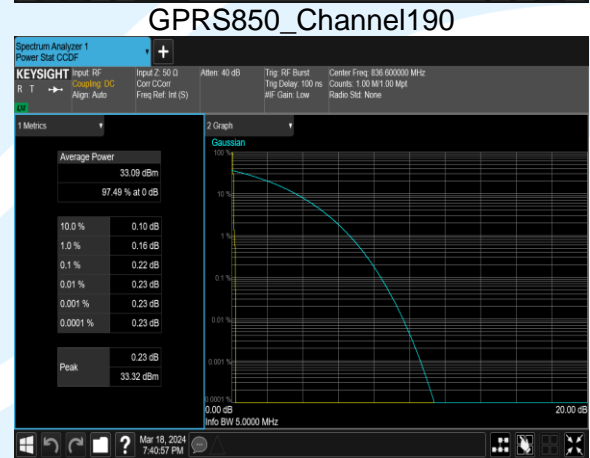 GPRS850_Channel190
Spectrum Analyzer 1
Power Stat CCDF
KEYSIGHT
R T
LXI
Input: RF
Coupling: DC
Align: Auto
Input Z: 50 Ω
Corr CCorr
Freq Ref: Int (S)
Atten: 40 dB
Trig: RF Burst
Trig Delay: 100 ns
#IF Gain: Low
Center Freq: 836.600000 MHz
Counts: 1.00 M/1.00 Mpt
Radio Std: None
1 Metrics
Average Power
33.09 dBm
97.49 % at 0 dB
10.0 % 0.10 dB
1.0 % 0.16 dB
0.1 % 0.22 dB
0.01 % 0.23 dB
0.001 % 0.23 dB
0.0001 % 0.23 dB
Peak 0.23 dB
33.32 dBm
2 Graph
Gaussian
100 %
10 %
1 %
0.1 %
0.01 %
0.001 %
0.0001 %
0.00 dB 20.00 dB
Info BW 5.0000 MHz
Mar 18, 2024
7:40:57 PM